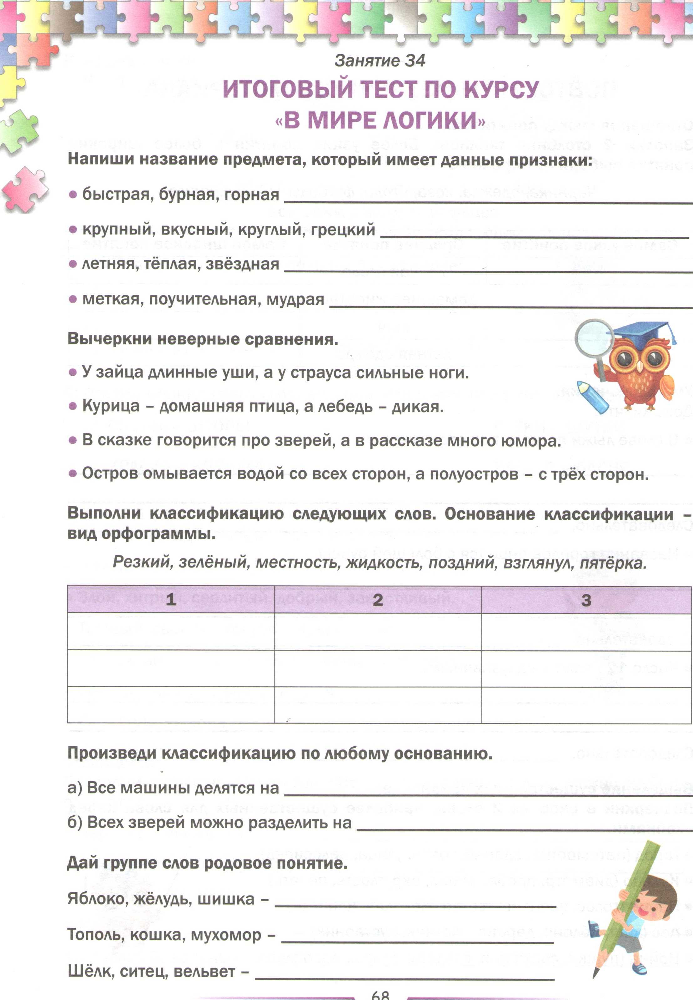 Занятие 34
ИТОГОВЫЙ ТЕСТ ПО КУРСУ
«В МИРЕ ЛОГИКИ»
Напиши название предмета, который имеет данные признаки:
• быстрая, бурная, горная
• крупный, вкусный, круглый, грецкий
• летняя, тёплая, звёздная
• меткая, поучительная, мудрая
Вычеркни неверные сравнения.
• У зайца длинные уши, а у страуса сильные ноги.
• Курица – домашняя птица, а лебедь – дикая.
• В сказке говорится про зверей, а в рассказе много юмора.
• Остров омывается водой со всех сторон, а полуостров – с трёх сторон.
Выполни классификацию следующих слов. Основание классификации –
вид орфограммы.
Резкий, зелёный, местность, жидкость, поздний, взглянул, пятёрка.
1 2 3
Произведи классификацию по любому основанию.
а) Все машины делятся на
б) Всех зверей можно разделить на
Дай группе слов родовое понятие.
Яблоко, жёлудь, шишка –
Тополь, кошка, мухомор –
Шёлк, ситец, вельвет –
68